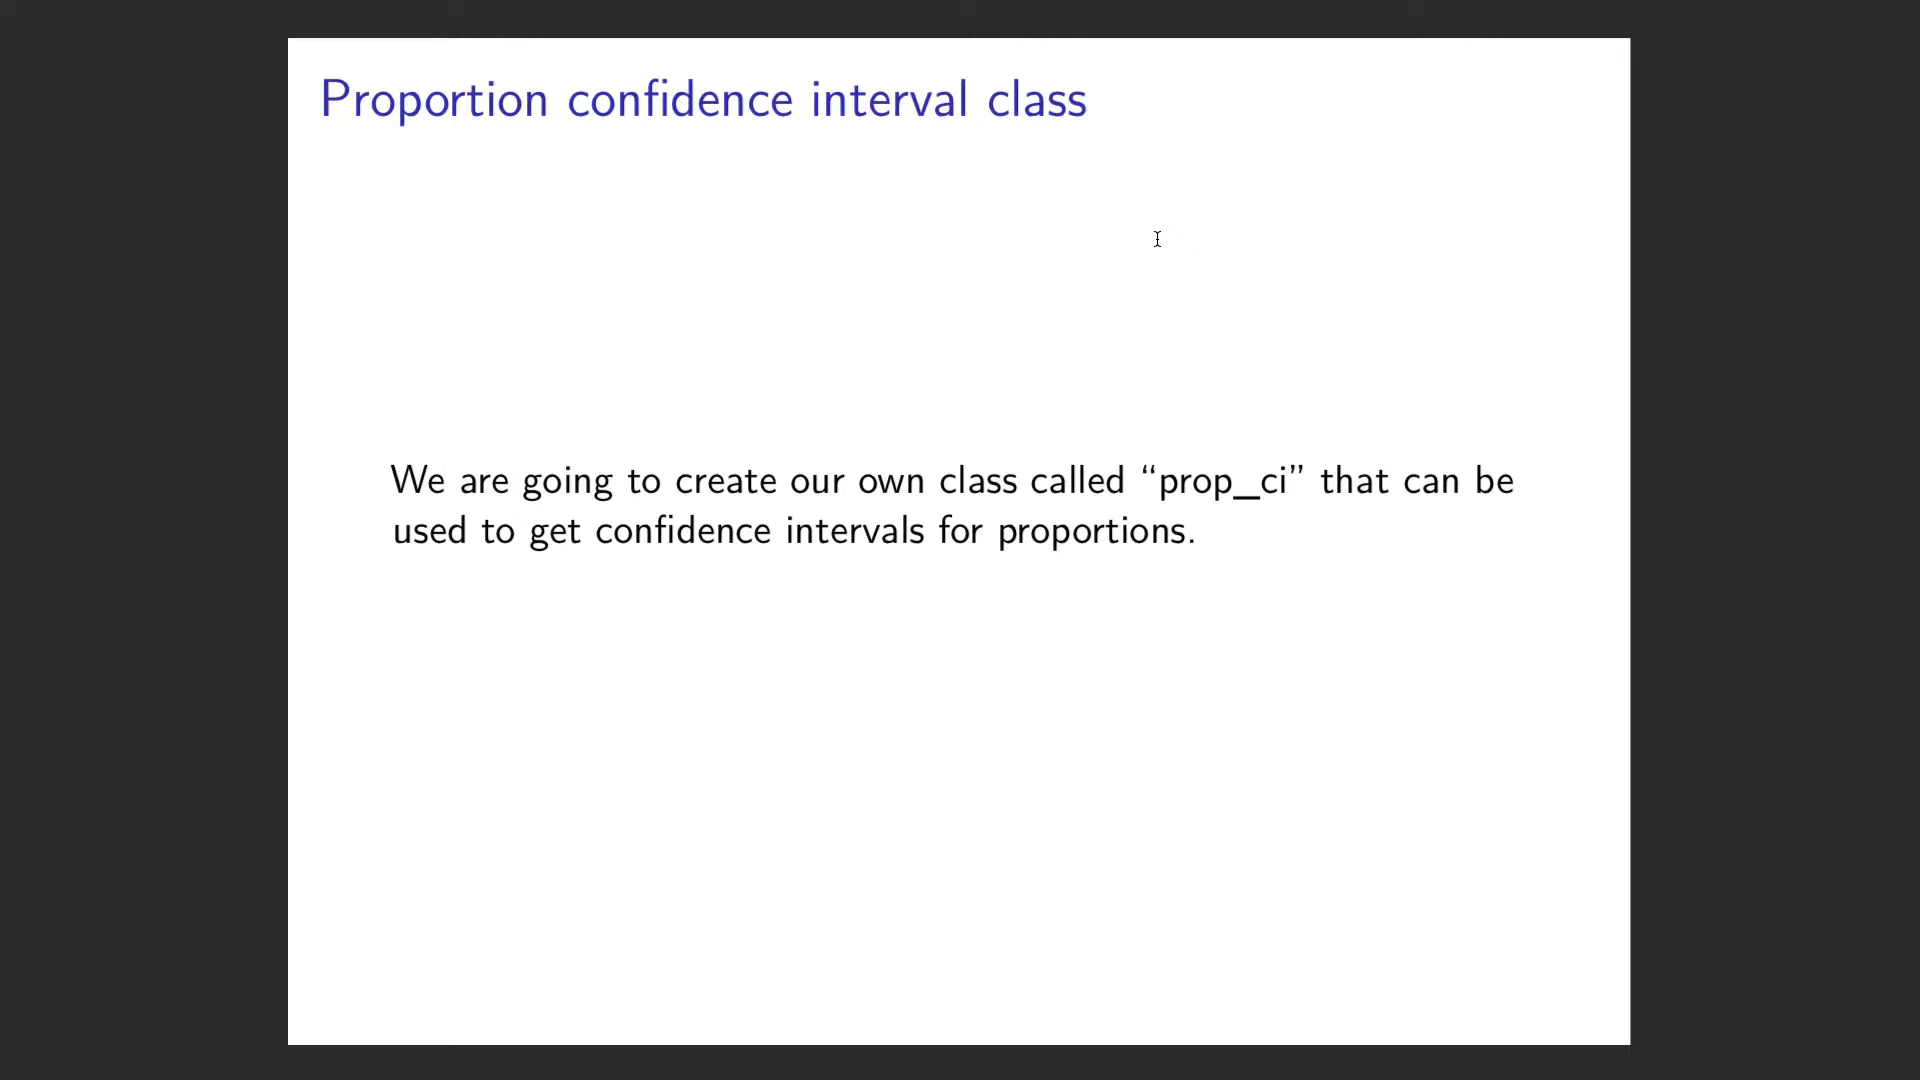 Proportion confidence interval class
We are going to create our own class called “prop_ci” that can be
used to get confidence intervals for proportions.